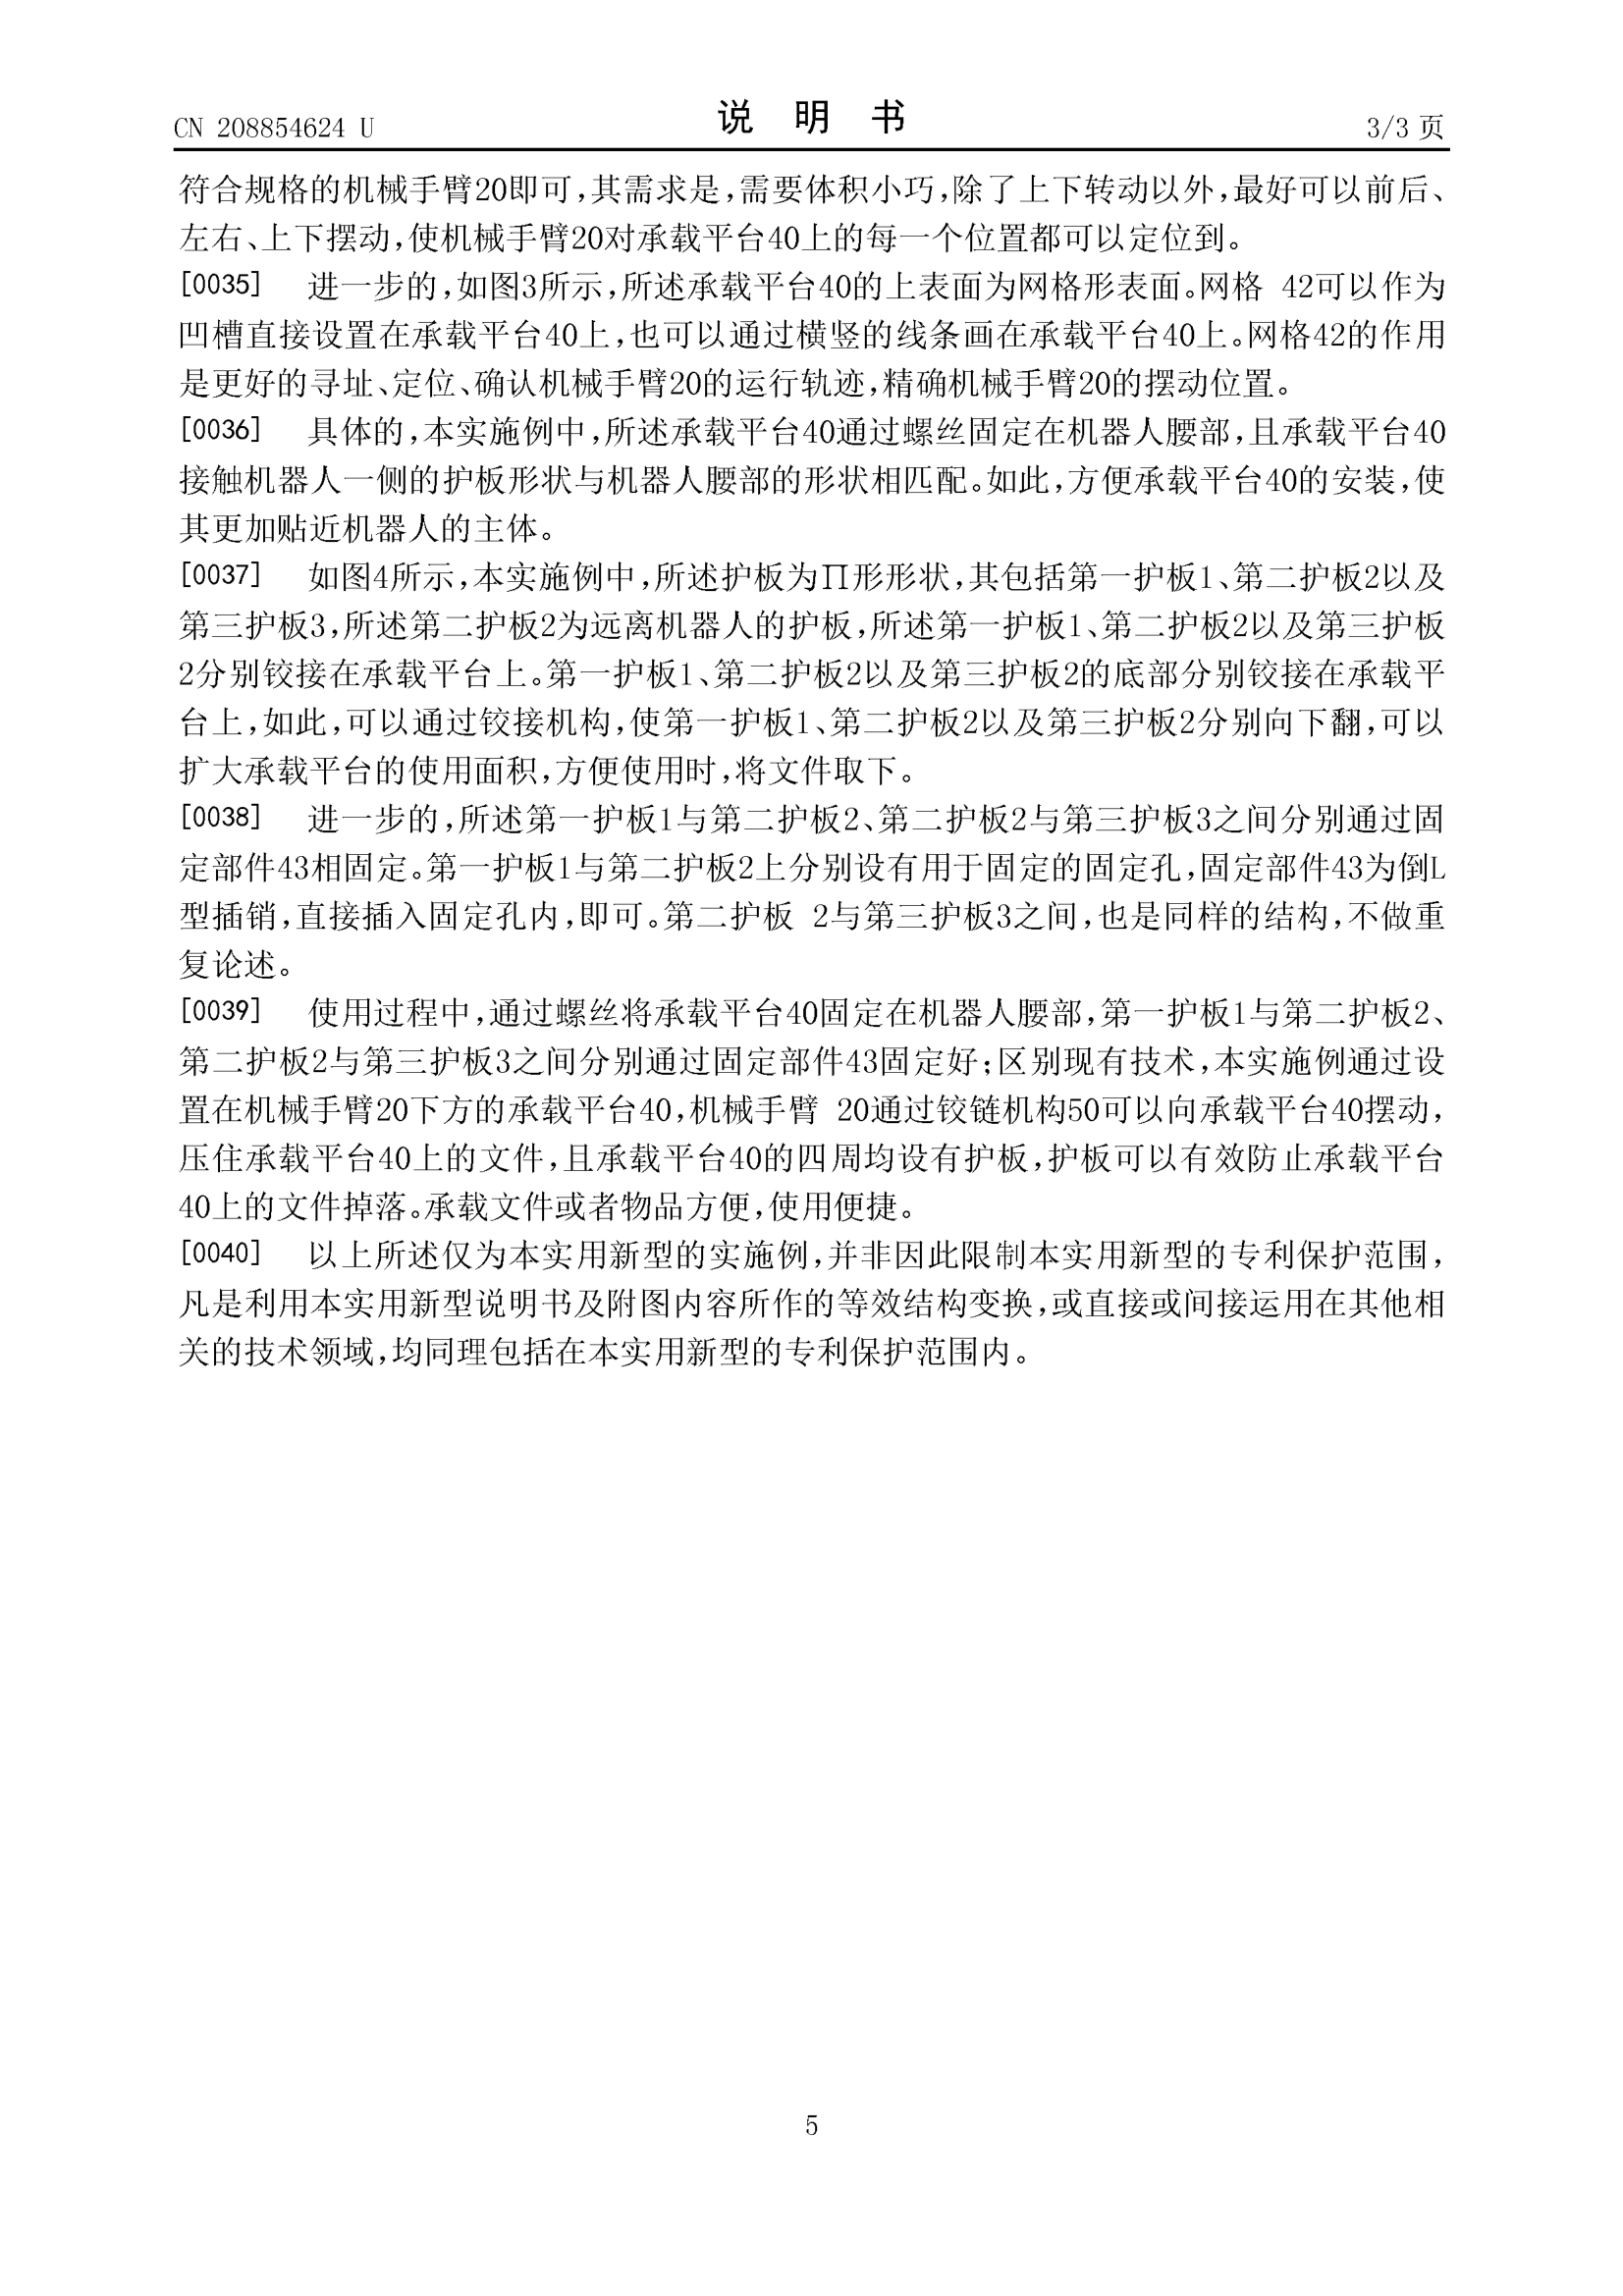 CN 208854624 U
说 明 书
3/3 页
符合规格的机械手臂20即可,其需求是,需要体积小巧,除了上下转动以外,最好可以前后、
左右、上下摆动,使机械手臂20对承载平台40上的每一个位置都可以定位到。
[0035] 进一步的,如图3所示,所述承载平台40的上表面为网格形表面。网格 42可以作为
凹槽直接设置在承载平台40上,也可以通过横竖的线条画在承载平台40上。网格42的作用
是更好的寻址、定位、确认机械手臂20的运行轨迹,精确机械手臂20的摆动位置。
[0036] 具体的,本实施例中,所述承载平台40通过螺丝固定在机器人腰部,且承载平台40
接触机器人一侧的护板形状与机器人腰部的形状相匹配。如此,方便承载平台40的安装,使
其更加贴近机器人的主体。
[0037] 如图4所示,本实施例中,所述护板为∏形形状,其包括第一护板1、第二护板2以及
第三护板3,所述第二护板2为远离机器人的护板,所述第一护板1、第二护板2以及第三护板
2分别铰接在承载平台上。第一护板1、第二护板2以及第三护板2的底部分别铰接在承载平
台上,如此,可以通过铰接机构,使第一护板1、第二护板2以及第三护板2分别向下翻,可以
扩大承载平台的使用面积,方便使用时,将文件取下。
[0038] 进一步的,所述第一护板1与第二护板2、第二护板2与第三护板3之间分别通过固
定部件43相固定。第一护板1与第二护板2上分别设有用于固定的固定孔,固定部件43为倒L
型插销,直接插入固定孔内,即可。第二护板 2与第三护板3之间,也是同样的结构,不做重
复论述。
[0039] 使用过程中,通过螺丝将承载平台40固定在机器人腰部,第一护板1与第二护板2、
第二护板2与第三护板3之间分别通过固定部件43固定好;区别现有技术,本实施例通过设
置在机械手臂20下方的承载平台40,机械手臂 20通过铰链机构50可以向承载平台40摆动,
压住承载平台40上的文件,且承载平台40的四周均设有护板,护板可以有效防止承载平台
40上的文件掉落。承载文件或者物品方便,使用便捷。
[0040] 以上所述仅为本实用新型的实施例,并非因此限制本实用新型的专利保护范围,
凡是利用本实用新型说明书及附图内容所作的等效结构变换,或直接或间接运用在其他相
关的技术领域,均同理包括在本实用新型的专利保护范围内。
5